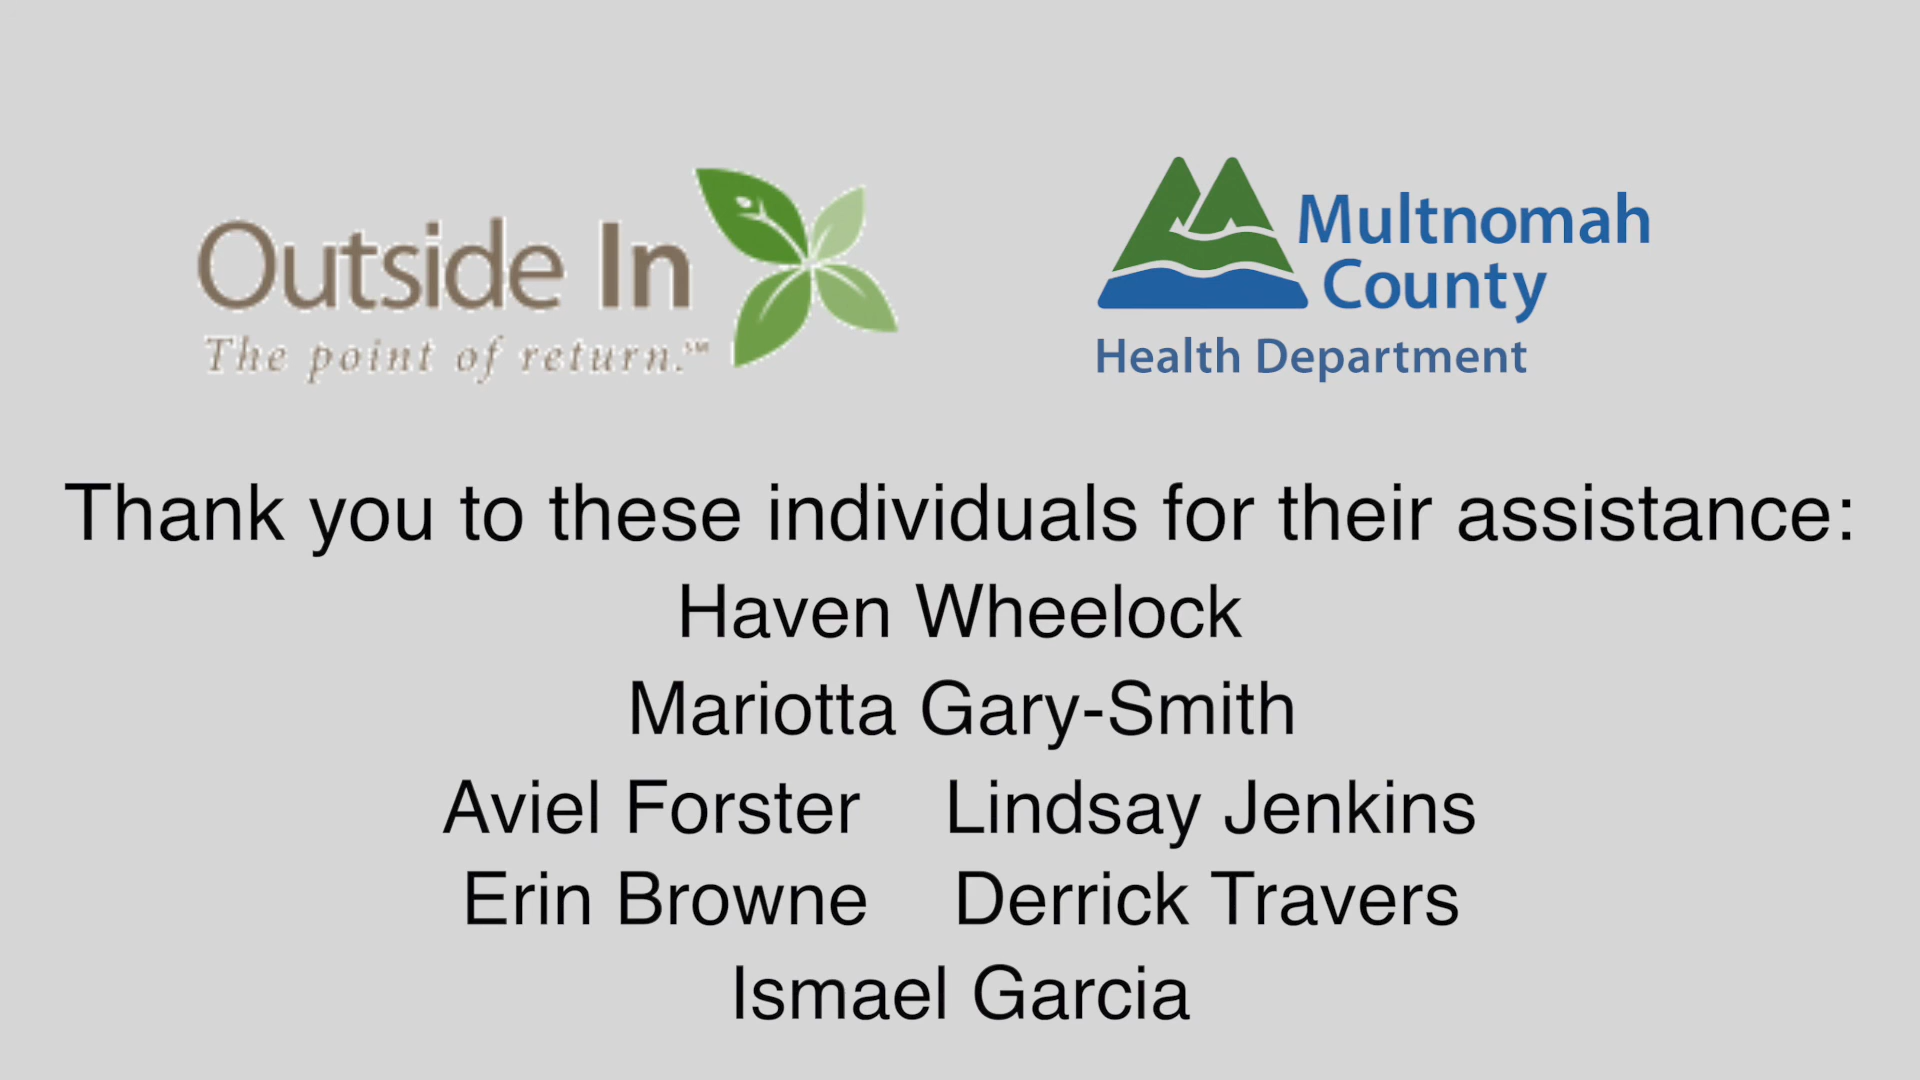 Outside In
The point of return.℠
Multnomah
County
Health Department
Thank you to these individuals for their assistance:
Haven Wheelock
Mariotta Gary-Smith
Aviel Forster Lindsay Jenkins
Erin Browne Derrick Travers
Ismael Garcia